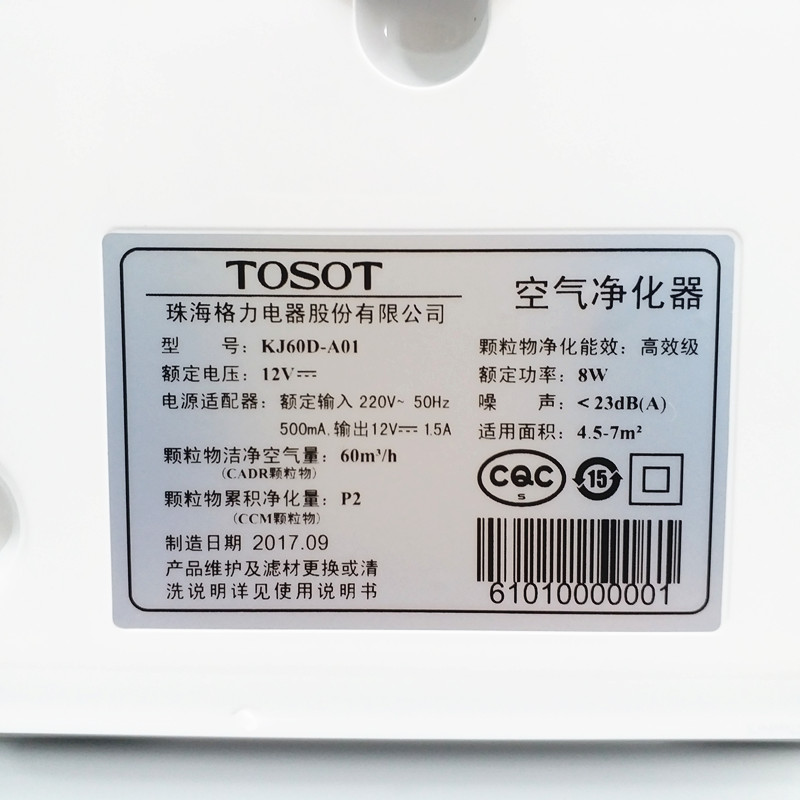 TOSOT
空气净化器
珠海格力电器股份有限公司
型 号：KJ60D-A01
额定电压：12V⎓
电源适配器：额定输入 220V~ 50Hz
500mA,输出12V⎓ 1.5A
颗粒物洁净空气量：60m³/h
(CADR颗粒物)
颗粒物累积净化量：P2
(CCM颗粒物)
制造日期 2017.09
产品维护及滤材更换或清
洗说明详见使用说明书
颗粒物净化能效：高效级
额定功率：8W
噪 声：＜23dB(A)
适用面积：4.5-7m²
CQC
S
15
61010000001